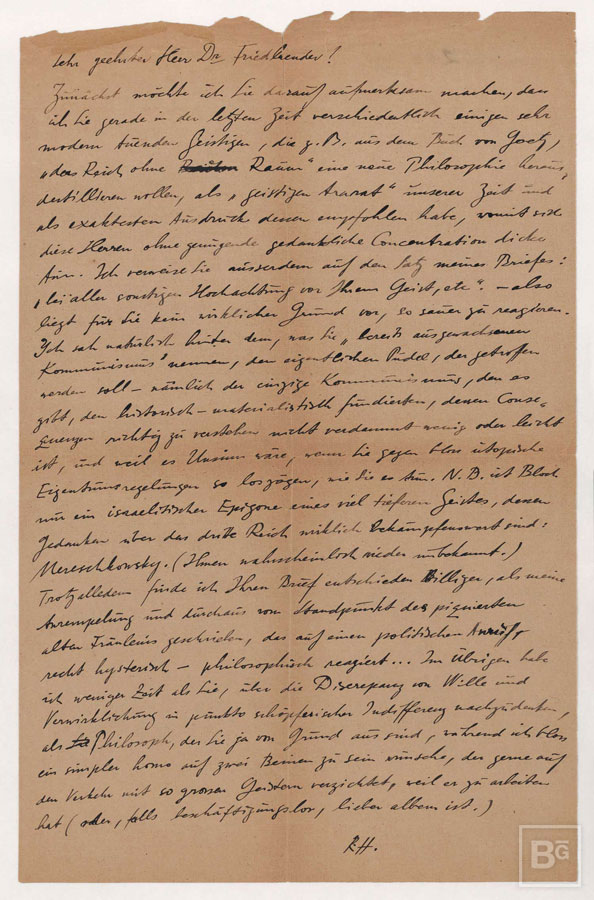 Sehr geehrter Herr Dr. Friedlaender!
Zunächst möchte ich Sie darauf aufmerksam machen, dass
ich Sie gerade in der letzten Zeit verschiedentlich einigen sehr
modern tuenden Geistigen, die z.B. aus dem Buch von Goetz,
„das Reich ohne Raum“ eine neue Philosophie heraus,
destillieren wollen, als „geistigen Ararat“ unserer Zeit und
als exaktesten Ausdruck dessen empfohlen habe, womit sich
diese Herren ohne genügende gedankliche Concentration dicke
tun. Ich verweise Sie ausserdem auf den Satz meines Briefes:
„bei aller sonstigen Hochachtung vor Ihrem Geist, etc“. – also
liegt für Sie kein wirklicher Grund vor, so sauer zu reagieren.
Ich sah natürlich hinter dem, was Sie „bereits ausgewachsenen
Kommunismus“ nennen, den eigentlichen Pudel, der getroffen
werden soll – nämlich der einzige Kommunismus, den es
gibt, den historisch-materialistisch fundierten, dessen Conse-
quenzen richtig zu verstehen nicht verdammt wenig oder leicht
ist, und weil es Unsinn wäre, wenn Sie gegen bloss utopische
Eigentumsregelungen so loszögen, wie Sie es tun. N.B. ist Bloch
nur ein israelitischer Epigone eines viel tieferen Geistes, dessen
Gedanken über das dritte Reich wirklich bekämpfenswert sind:
Mereschkowsky. (Ihnen wahrscheinlich wieder unbekannt.)
Trotzalledem finde ich Ihren Brief entschieden billiger, als meine
Anrempelung und durchaus vom Standpunkt des piquierten
alten Fräuleins geschrieben, das auf einen politischen
recht hysterisch – philosophisch reagiert... Im Übrigen habe
ich weniger Zeit als Sie, über die Discrepanz von Wille und
Verwirklichung in punkto schöpferischer Indifferenz nachzudenken,
als Philosoph, der Sie ja von Grund aus sind, während ich bloss
ein simpler homo auf zwei Beinen zu sein wünsche, der gerne auf
den Verkehr mit so grossen Geistern verzichtet, weil er zu arbeiten
hat (oder, falls beschäftigungslos, lieber albern ist.)
R.H.
BG